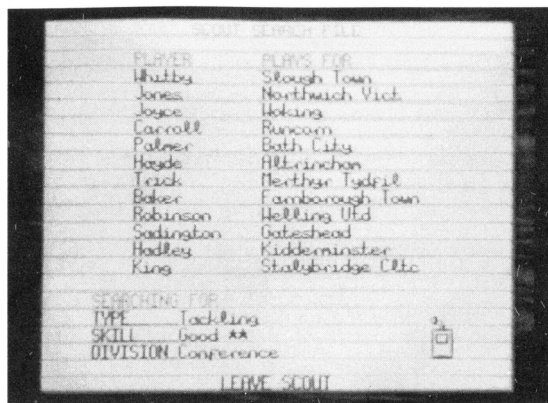 SCOUT SEARCH FILE
PLAYER PLAYS FOR
Whitby Slough Town
Jones Northwich Vict.
Joyce Woking
Carroll Runcorn
Palmer Bath City
Hayde Altrincham
Trick Merthyr Tydfil
Baker Farnborough Town
Robinson Welling Utd
Sadington Gateshead
Hadley Kidderminster
King Stalybridge Cltc
SEARCHING FOR
TYPE Tackling
SKILL Good **
DIVISION Conference
LEAVE SCOUT